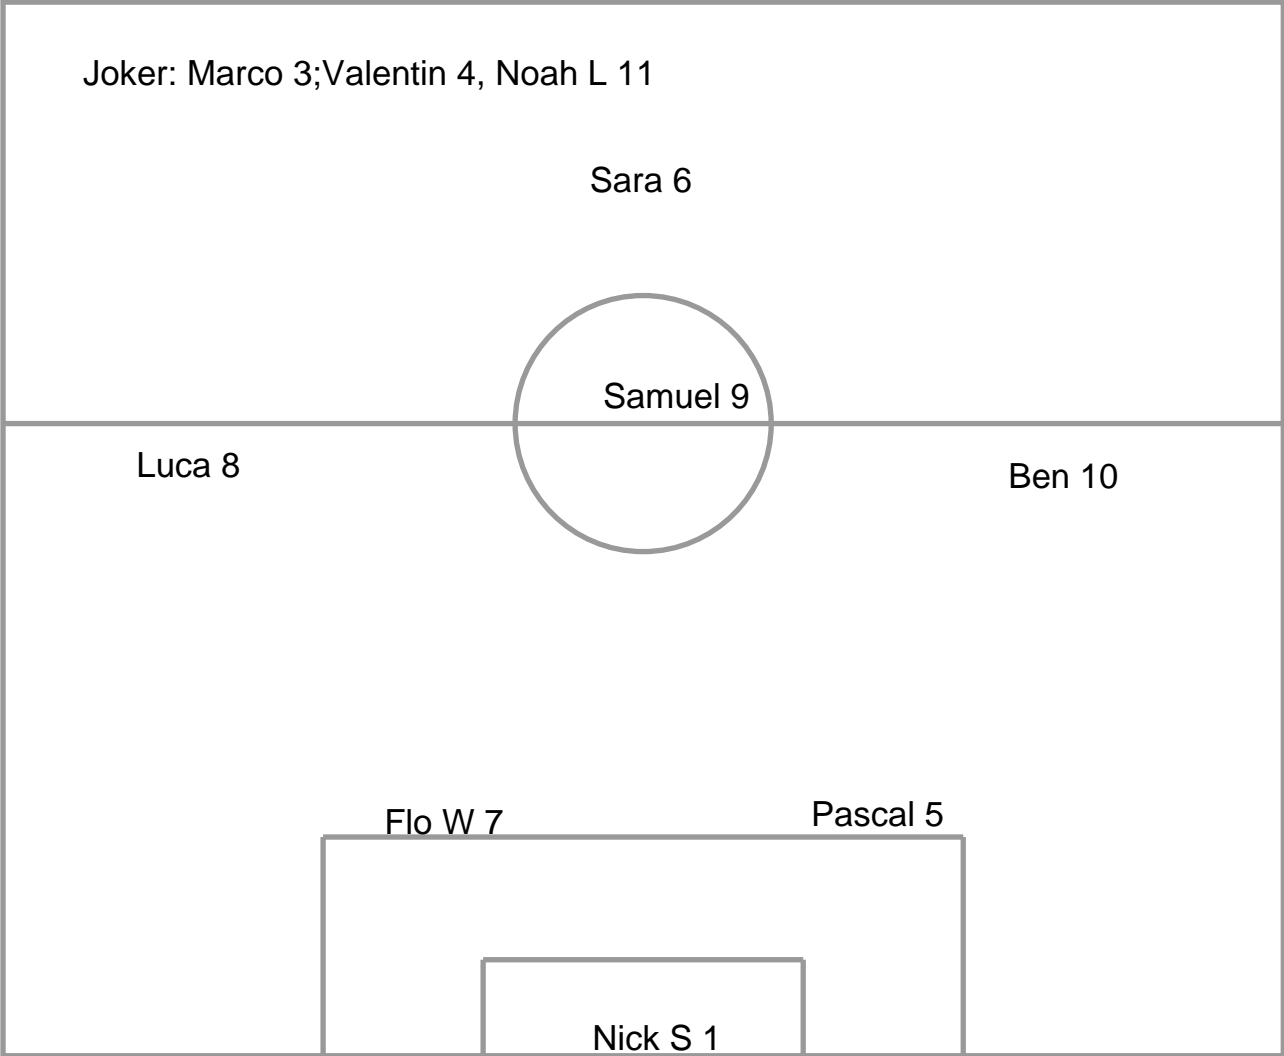 Joker: Marco 3;Valentin 4, Noah L 11
Sara 6
Samuel 9
Luca 8
Ben 10
Flo W 7
Pascal 5
Nick S 1